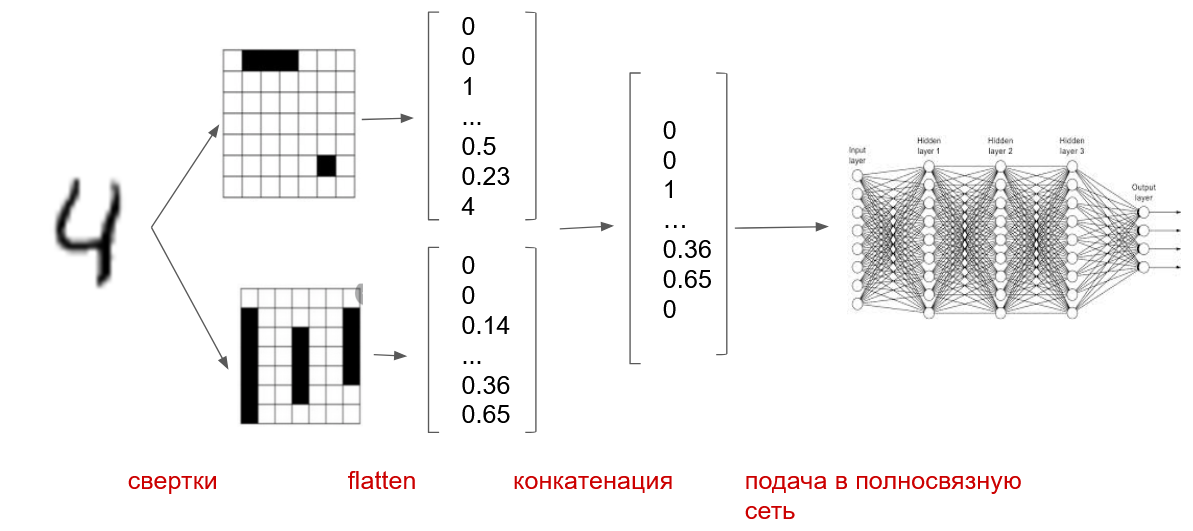 4
0
0
1
...
0.5
0.23
4
0
0
0.14
...
0.36
0.65
0
0
1
...
0.36
0.65
0
Input
layer
Hidden
layer 1
Hidden
layer 2
Hidden
layer 3
Output
layer
свертки
flatten
конкатенация
подача в полносвязную
сеть